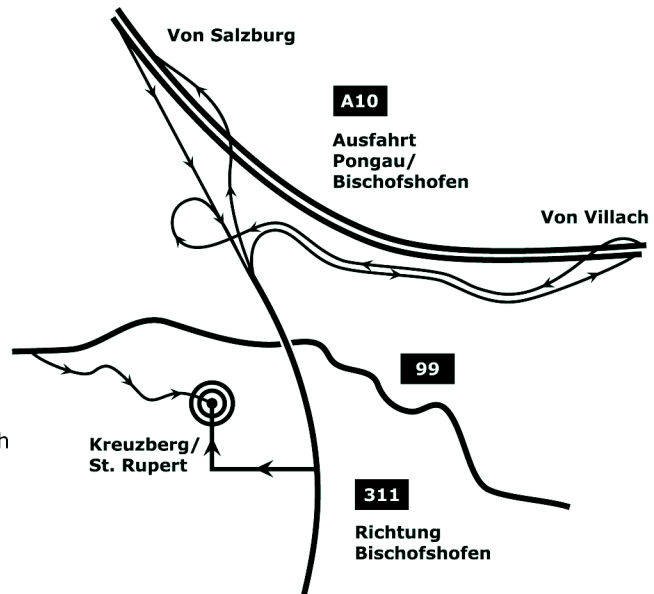 Von Salzburg
A10
Ausfahrt
Pongau/
Bischofshofen
Von Villach
99
h
Kreuzberg/
St. Rupert
311
Richtung
Bischofshofen